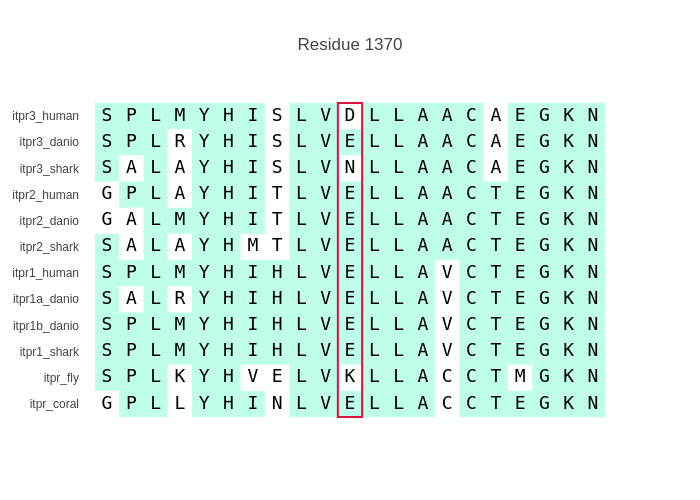 Residue 1370
itpr3_human S P L M Y H I S L V D L L A A C A E G K N
itpr3_danio S P L R Y H I S L V E L L A A C A E G K N
itpr3_shark S A L A Y H I S L V N L L A A C A E G K N
itpr2_human G P L A Y H I T L V E L L A A C T E G K N
itpr2_danio G A L M Y H I T L V E L L A A C T E G K N
itpr2_shark S A L A Y H M T L V E L L A A C T E G K N
itpr1_human S P L M Y H I H L V E L L A V C T E G K N
itpr1a_danio S A L R Y H I H L V E L L A V C T E G K N
itpr1b_danio S P L M Y H I H L V E L L A V C T E G K N
itpr1_shark S P L M Y H I H L V E L L A V C T E G K N
itpr_fly S P L K Y H V E L V K L L A C C T M G K N
itpr_coral G P L L Y H I N L V E L L A C C T E G K N